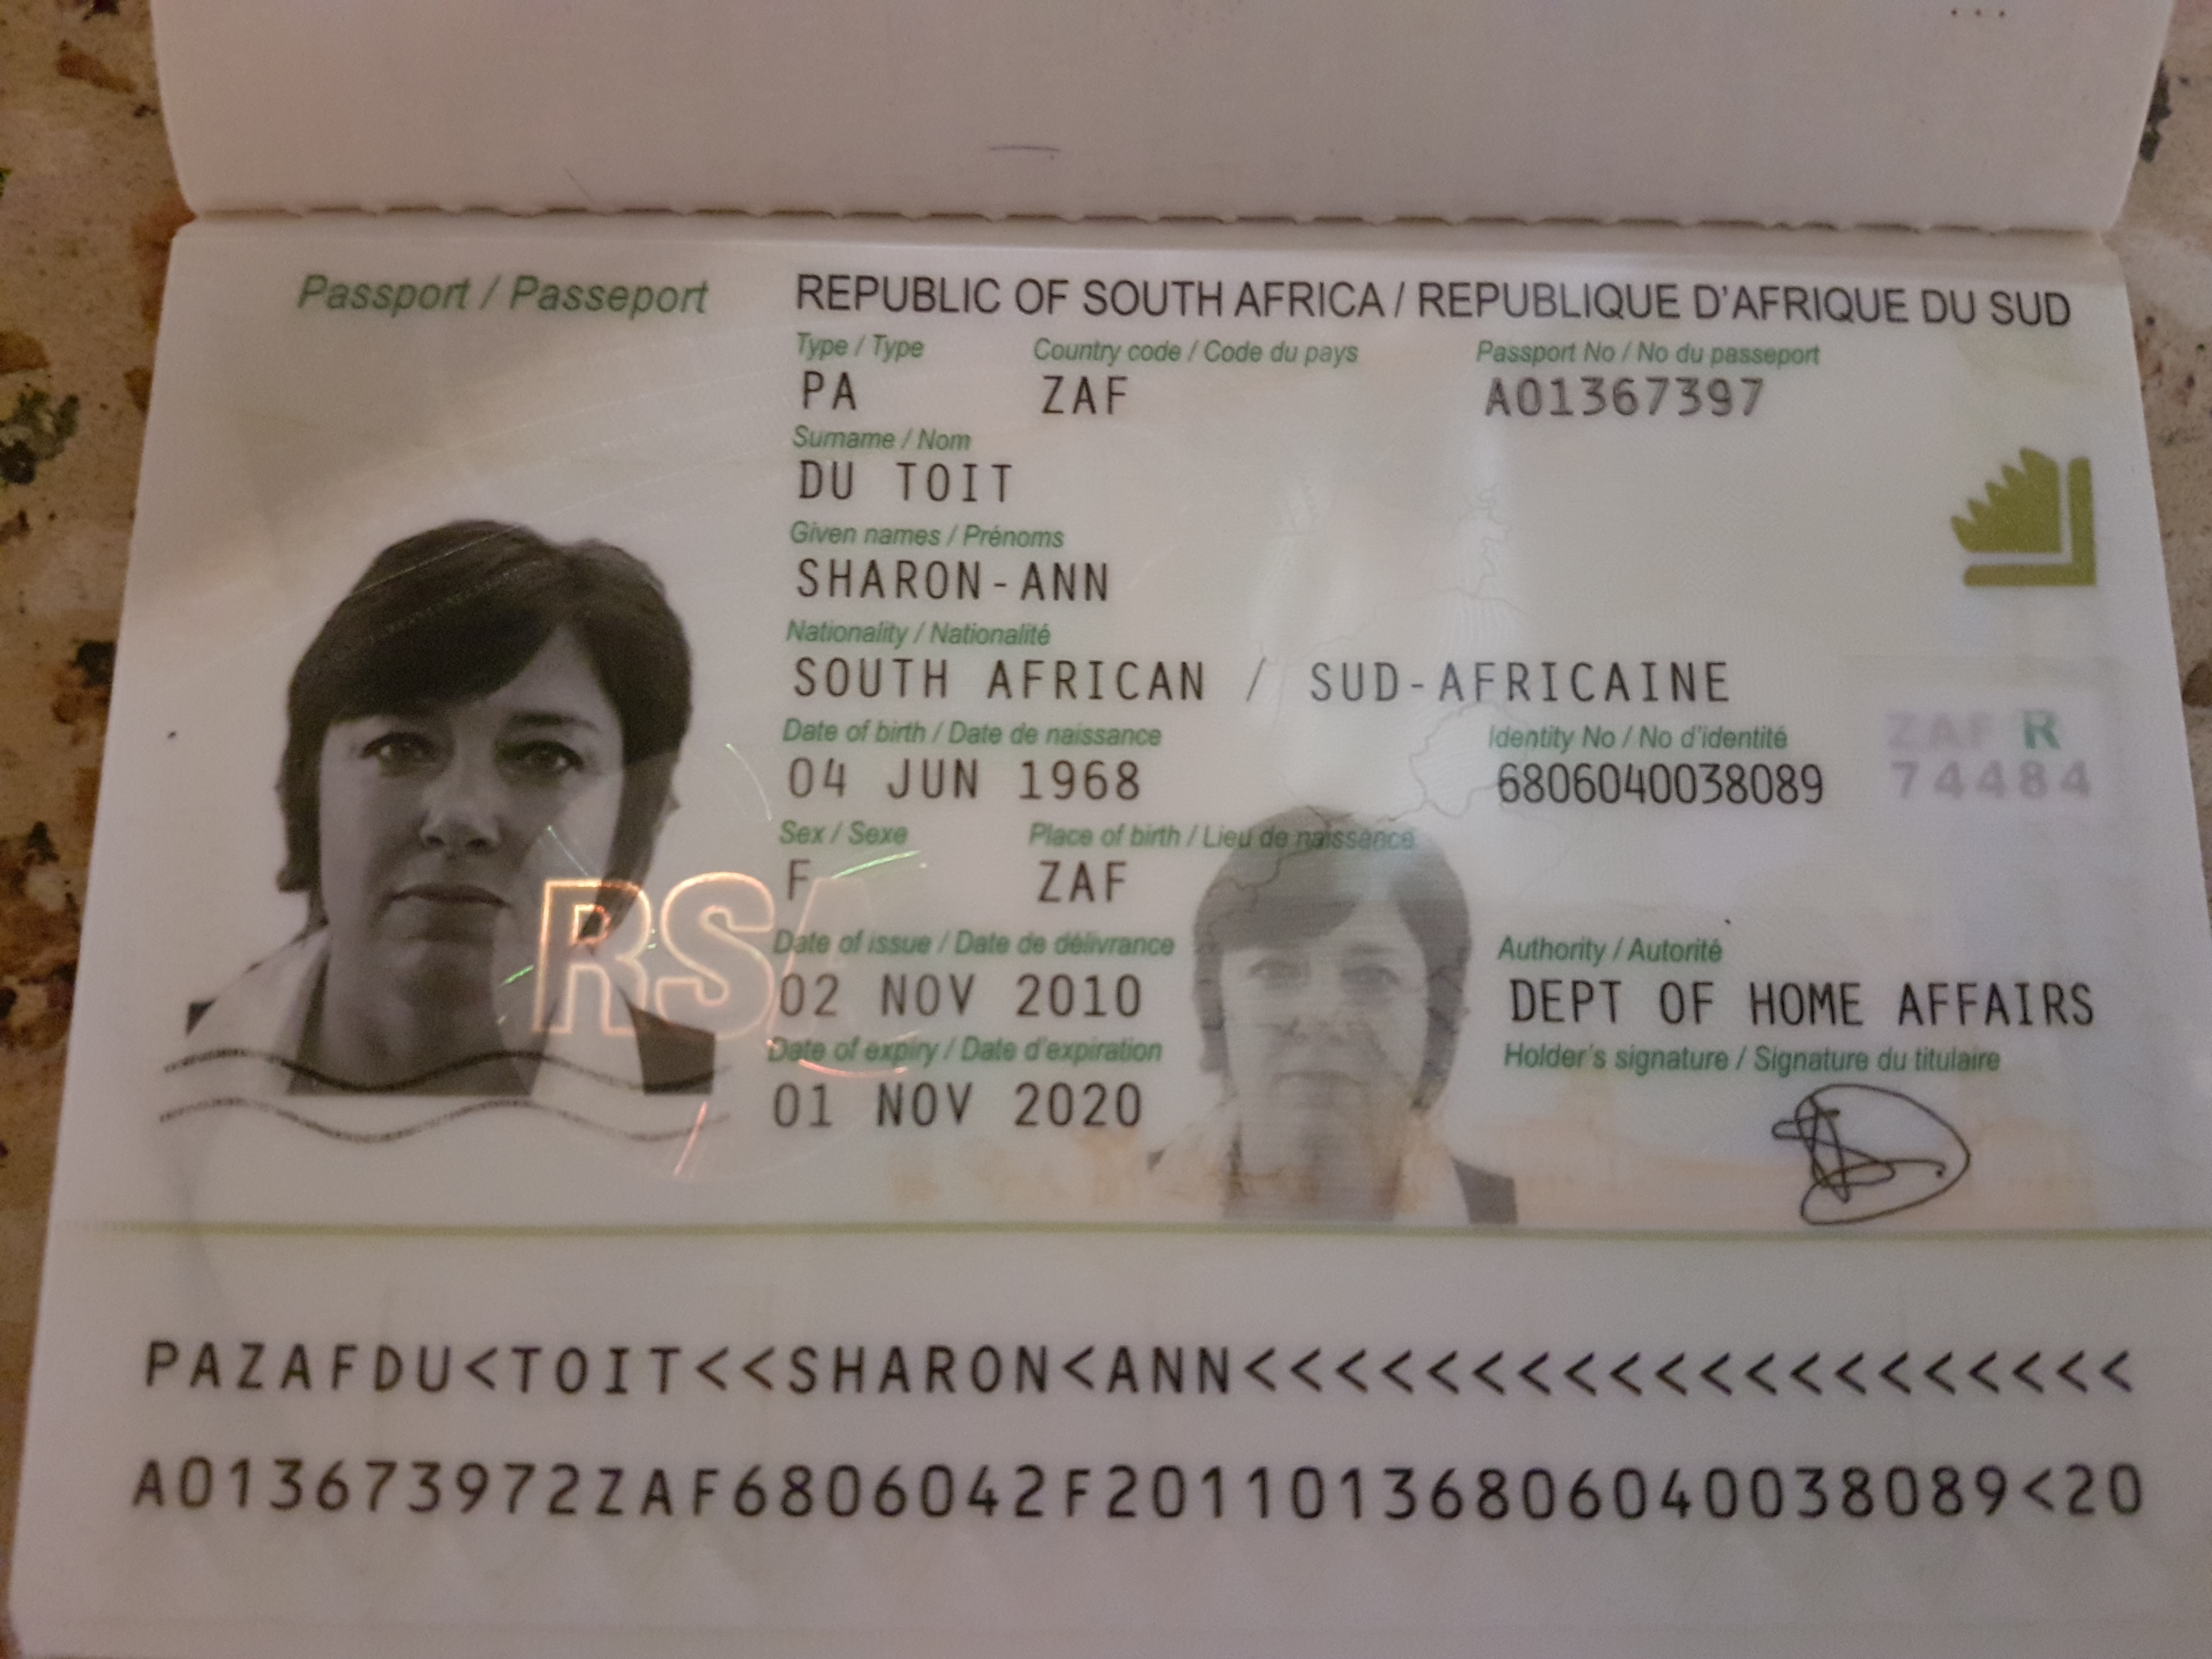 Passport / Passeport
REPUBLIC OF SOUTH AFRICA / REPUBLIQUE D'AFRIQUE DU SUD
Type / Type Country code / Code du pays Passport No / No du passeport
PA ZAF A01367397
Surname / Nom
DU TOIT
Given names / Prénoms
SHARON-ANN
Nationality / Nationalité
SOUTH AFRICAN / SUD-AFRICAINE
Date of birth / Date de naissance Identity No / No d'identité
04 JUN 1968 6806040038089
Sex / Sexe Place of birth / Lieu de naissance
F ZAF
Date of issue / Date de délivrance Authority / Autorité
02 NOV 2010 DEPT OF HOME AFFAIRS
Date of expiry / Date d'expiration Holder's signature / Signature du titulaire
01 NOV 2020
ZAF R
744484
RSA
PAZAFDU<TOIT<<SHARON<ANN<<<<<<<<<<<<<<<<<<<<
A013673972ZAF6806042F20110136806040038089<20